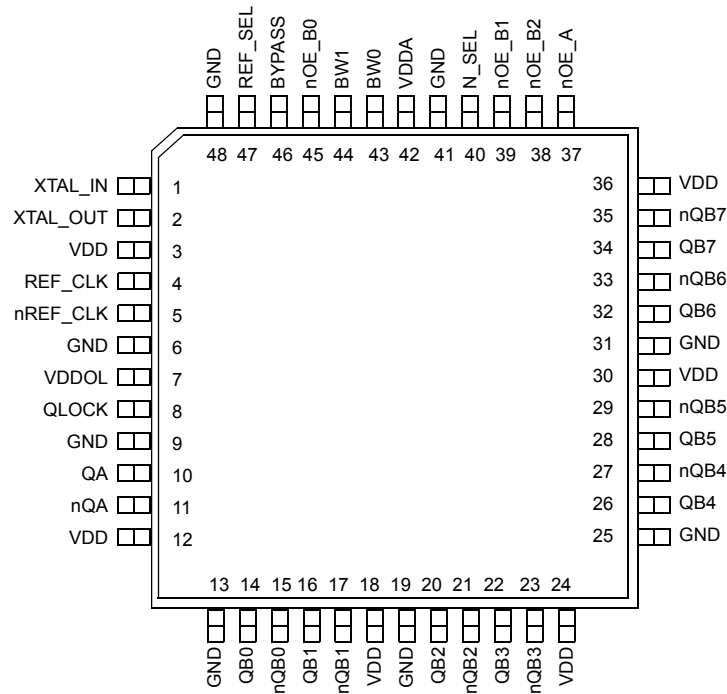 GND REF_SEL BYPASS nOE_B0 BW1 BW0 VDDA GND N_SEL nOE_B1 nOE_B2 nOE_A
48 47 46 45 44 43 42 41 40 39 38 37
XTAL_IN 1 36 VDD
XTAL_OUT 2 35 nQB7
VDD 3 34 QB7
REF_CLK 4 33 nQB6
nREF_CLK 5 32 QB6
GND 6 31 GND
VDDOL 7 30 VDD
QLOCK 8 29 nQB5
GND 9 28 QB5
QA 10 27 nQB4
nQA 11 26 QB4
VDD 12 25 GND
13 14 15 16 17 18 19 20 21 22 23 24
GND QB0 nQB0 QB1 nQB1 VDD GND QB2 nQB2 QB3 nQB3 VDD